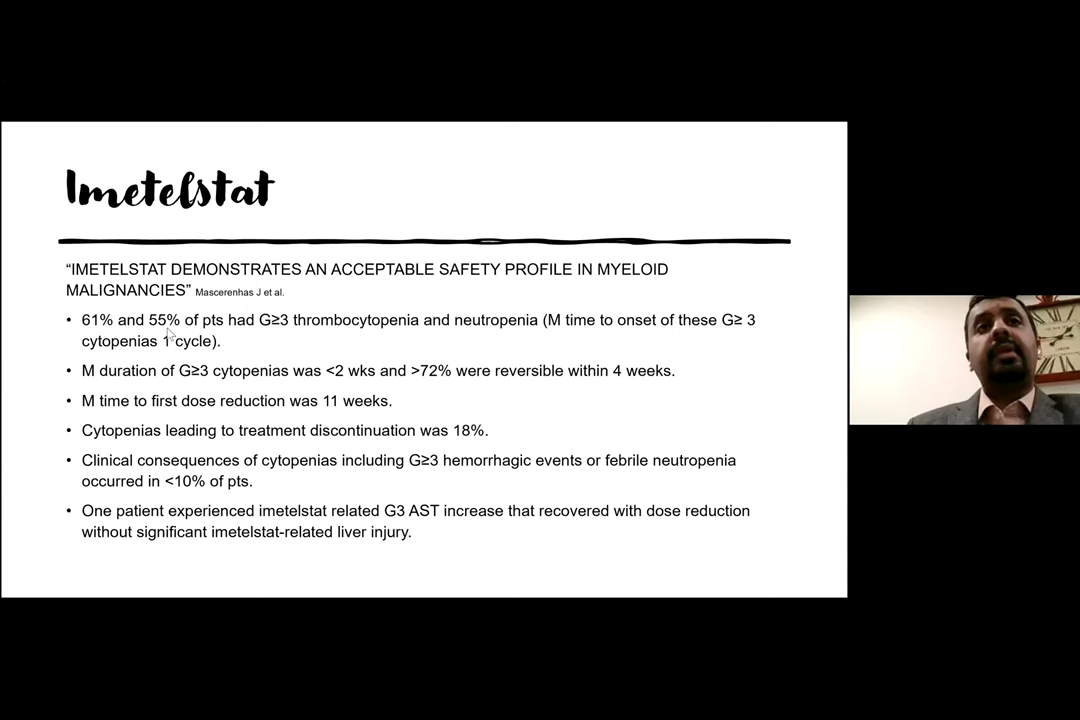 Imetelstat
“IMETELSTAT DEMONSTRATES AN ACCEPTABLE SAFETY PROFILE IN MYELOID
MALIGNANCIES” Mascerenhas J et al.
• 61% and 55% of pts had G≥3 thrombocytopenia and neutropenia (M time to onset of these G≥ 3
cytopenias 1 cycle).
• M duration of G≥3 cytopenias was <2 wks and >72% were reversible within 4 weeks.
• M time to first dose reduction was 11 weeks.
• Cytopenias leading to treatment discontinuation was 18%.
• Clinical consequences of cytopenias including G≥3 hemorrhagic events or febrile neutropenia
occurred in <10% of pts.
• One patient experienced imetelstat related G3 AST increase that recovered with dose reduction
without significant imetelstat-related liver injury.
LONDON